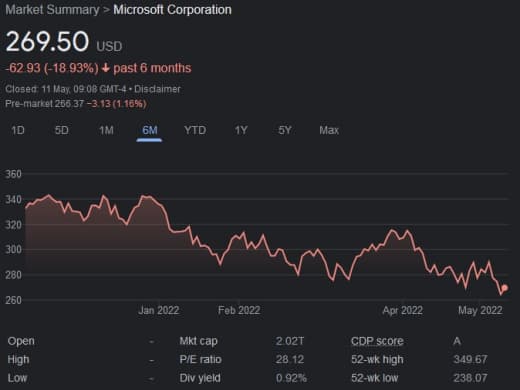 Market Summary > Microsoft Corporation
269.50 USD
-62.93 (-18.93%) ↓ past 6 months
Closed: 11 May, 09:08 GMT-4 • Disclaimer
Pre-market 266.37 −3.13 (1.16%)
1D 5D 1M 6M YTD 1Y 5Y Max
360
340
320
300
280
260
Jan 2022 Feb 2022 Apr 2022 May 2022
Open - Mkt cap 2.02T CDP score A
High - P/E ratio 28.12 52-wk high 349.67
Low - Div yield 0.92% 52-wk low 238.07